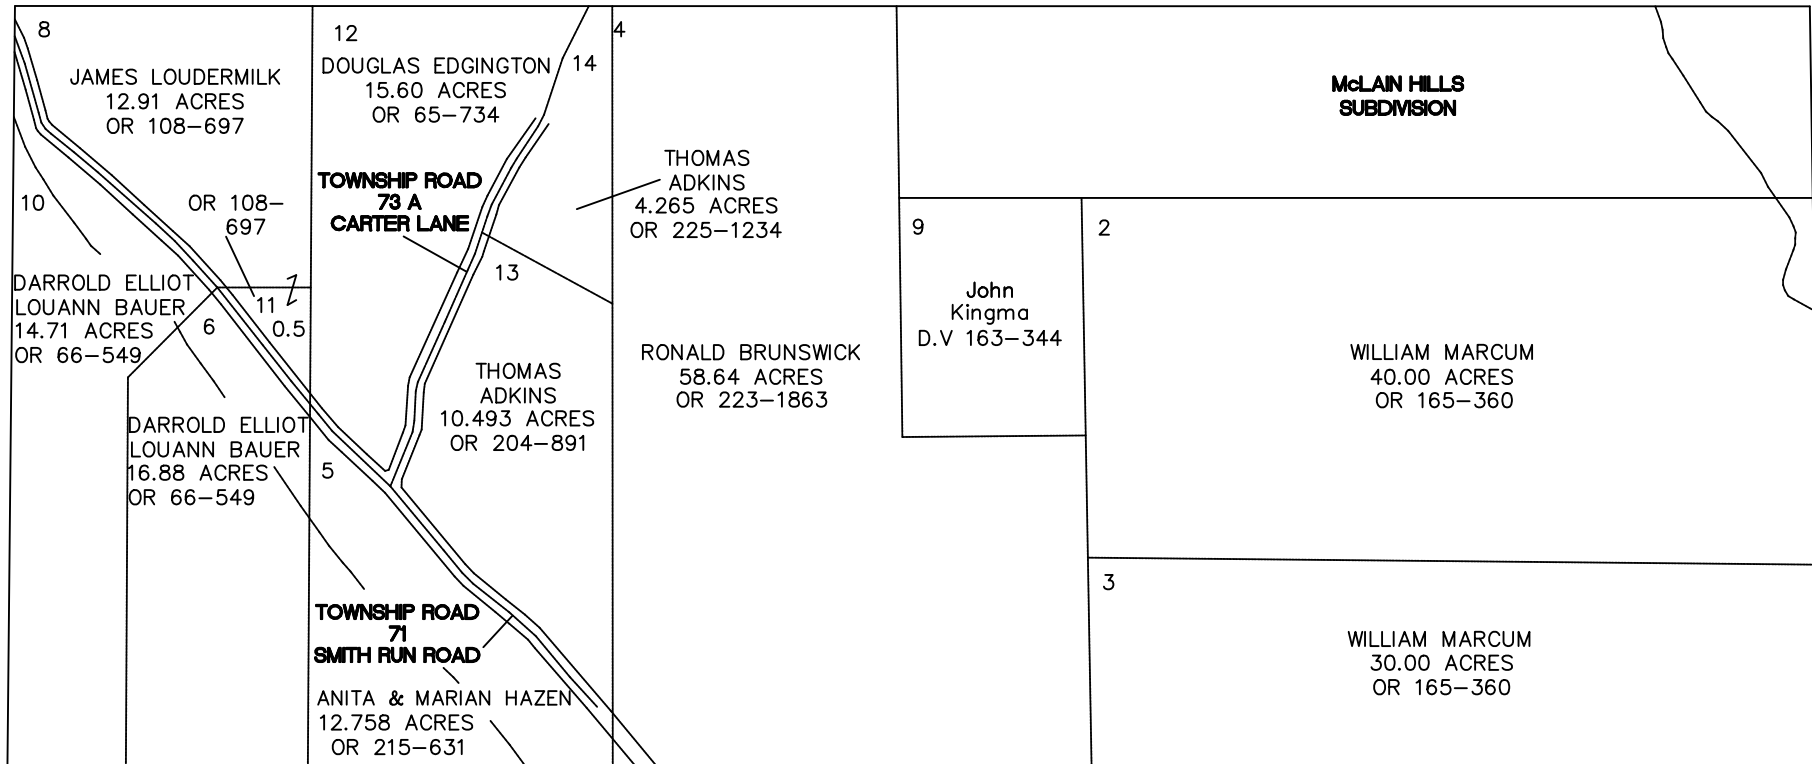 8
JAMES LOUDERMILK
12.91 ACRES
OR 108-697
12
DOUGLAS EDGINGTON
15.60 ACRES
OR 65-734
14
4
McLAIN HILLS
SUBDIVISION
TOWNSHIP ROAD
73 A
CARTER LANE
THOMAS
ADKINS
4.265 ACRES
OR 225-1234
10
OR 108-
697
9
2
13
DARROLD ELLIOT
LOUANN BAUER
14.71 ACRES
OR 66-549
11
0.5
6
John
Kingma
D.V 163-344
THOMAS
ADKINS
10.493 ACRES
OR 204-891
RONALD BRUNSWICK
58.64 ACRES
OR 223-1863
WILLIAM MARCUM
40.00 ACRES
OR 165-360
DARROLD ELLIOT
LOUANN BAUER
16.88 ACRES
OR 66-549
5
3
TOWNSHIP ROAD
71
SMITH RUN ROAD
WILLIAM MARCUM
30.00 ACRES
OR 165-360
ANITA & MARIAN HAZEN
12.758 ACRES
OR 215-631